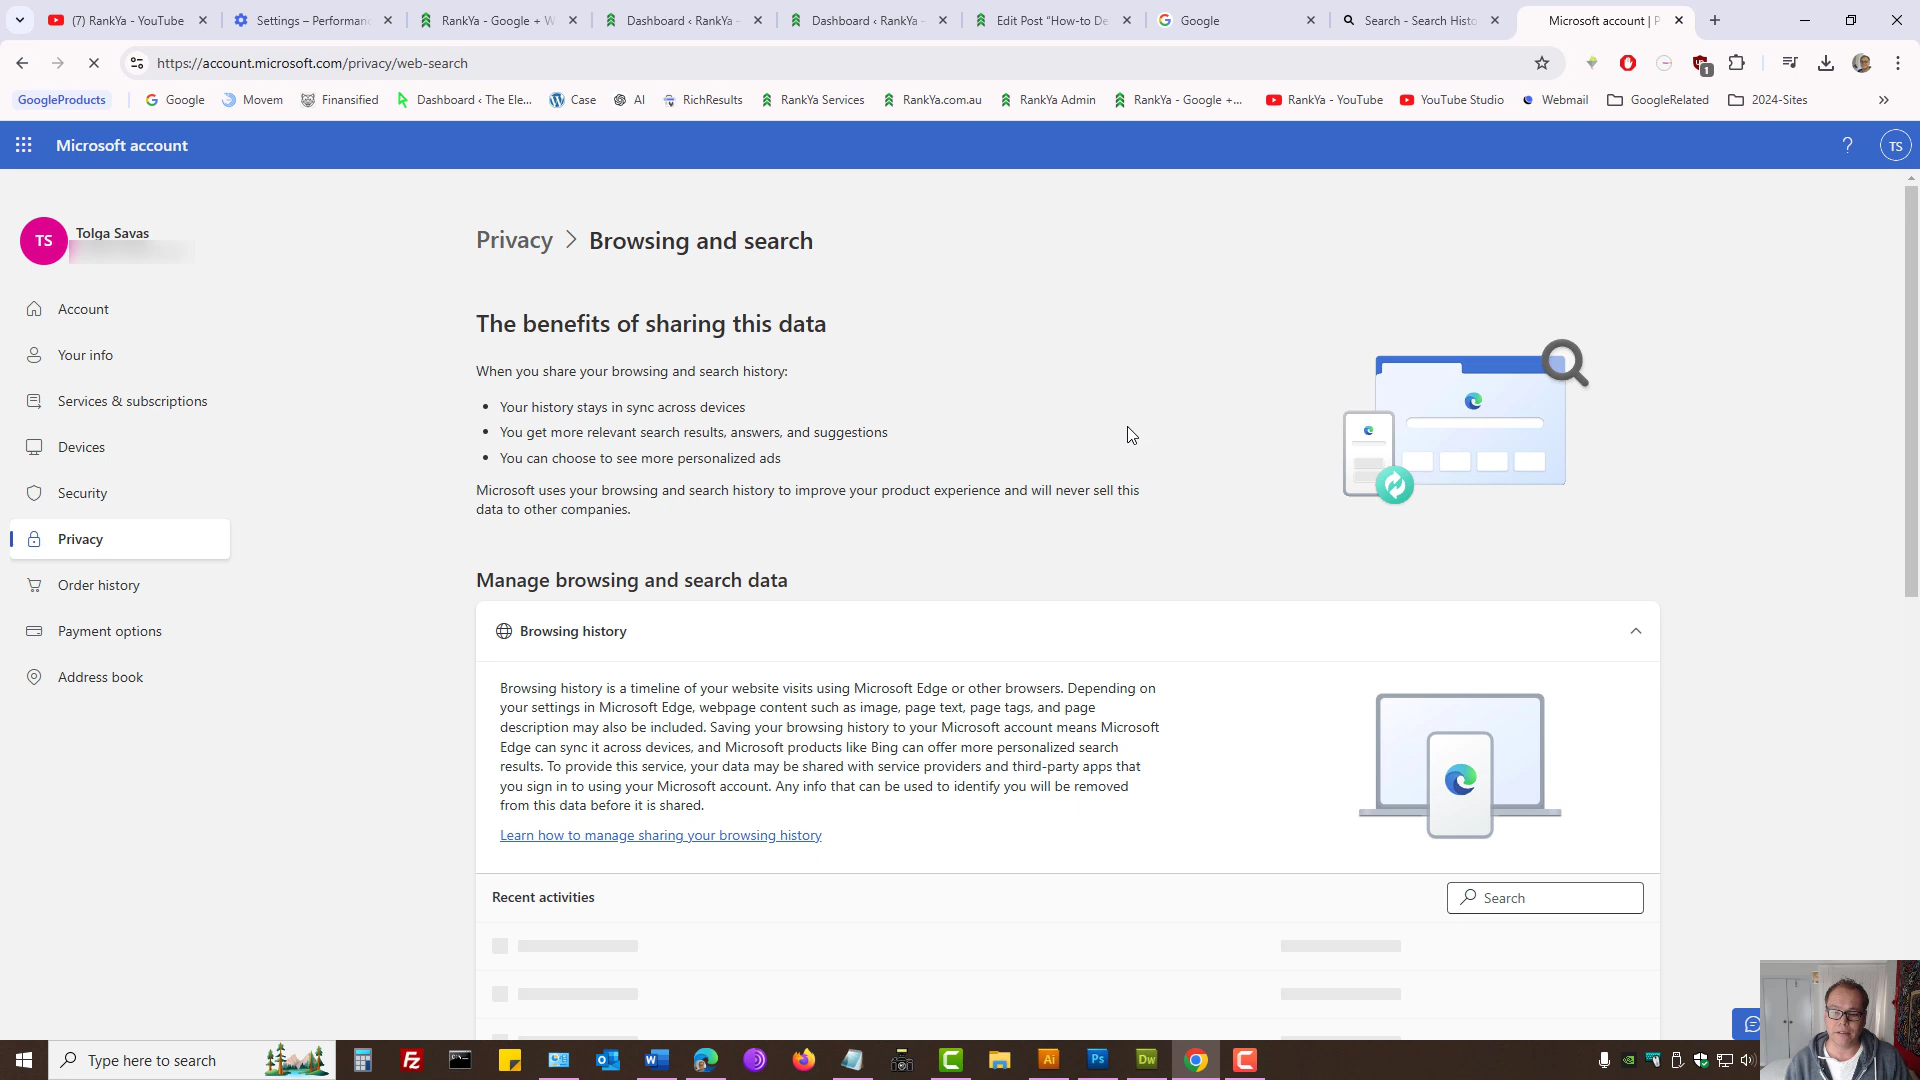 (7) RankYa - YouTube
Settings – Performanc
RankYa - Google + W
Dashboard ‹ RankYa -
Dashboard ‹ RankYa -
Edit Post “How-to De
Google
Search - Search Histo
Microsoft account | P
https://account.microsoft.com/privacy/web-search
1
GoogleProducts
Google
Movem
Finansified
Dashboard ‹ The Ele...
Case
AI
RichResults
RankYa Services
RankYa.com.au
RankYa Admin
RankYa - Google +...
RankYa - YouTube
YouTube Studio
Webmail
GoogleRelated
2024-Sites
Microsoft account
?
TS
TS
Tolga Savas
Account
Your info
Services & subscriptions
Devices
Security
Privacy
Order history
Payment options
Address book
Privacy > Browsing and search
The benefits of sharing this data
When you share your browsing and search history:
• Your history stays in sync across devices
• You get more relevant search results, answers, and suggestions
• You can choose to see more personalized ads
Microsoft uses your browsing and search history to improve your product experience and will never sell this
data to other companies.
Manage browsing and search data
Browsing history
Browsing history is a timeline of your website visits using Microsoft Edge or other browsers. Depending on
your settings in Microsoft Edge, webpage content such as image, page text, page tags, and page
description may also be included. Saving your browsing history to your Microsoft account means Microsoft
Edge can sync it across devices, and Microsoft products like Bing can offer more personalized search
results. To provide this service, your data may be shared with service providers and third-party apps that
you sign in to using your Microsoft account. Any info that can be used to identify you will be removed
from this data before it is shared.
Learn how to manage sharing your browsing history
Recent activities
Search
Type here to search
Fz
W
Ai
Ps
Dw